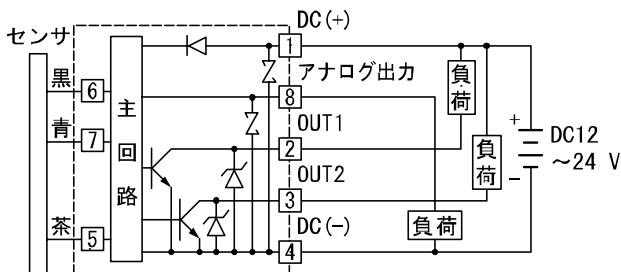 DC(+)
センサ
1
アナログ出力
黒
6
8
主回路
負荷
OUT1
青
7
2
+
DC12
～24 V
−
負荷
OUT2
3
茶
5
DC(−)
負荷
4